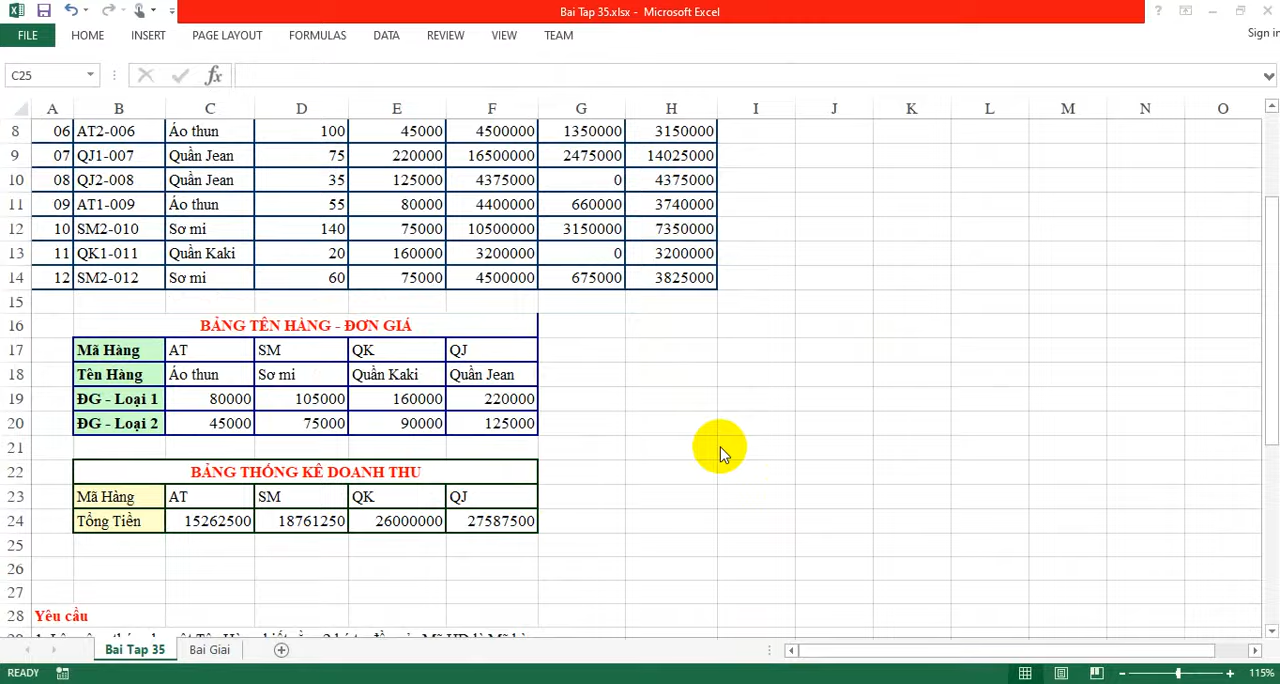 Bai Tap 35.xlsx - Microsoft Excel
?
FILE HOME INSERT PAGE LAYOUT FORMULAS DATA REVIEW VIEW TEAM Sign in
C25 fx
A B C D E F G H I J K L M N O
8 06 AT2-006 Áo thun 100 45000 4500000 1350000 3150000
9 07 QJ1-007 Quần Jean 75 220000 16500000 2475000 14025000
10 08 QJ2-008 Quần Jean 35 125000 4375000 0 4375000
11 09 AT1-009 Áo thun 55 80000 4400000 660000 3740000
12 10 SM2-010 Sơ mi 140 75000 10500000 3150000 7350000
13 11 QK1-011 Quần Kaki 20 160000 3200000 0 3200000
14 12 SM2-012 Sơ mi 60 75000 4500000 675000 3825000
15
16 BẢNG TÊN HÀNG - ĐƠN GIÁ
17 Mã Hàng AT SM QK QJ
18 Tên Hàng Áo thun Sơ mi Quần Kaki Quần Jean
19 ĐG - Loại 1 80000 105000 160000 220000
20 ĐG - Loại 2 45000 75000 90000 125000
21
22 BẢNG THỐNG KÊ DOANH THU
23 Mã Hàng AT SM QK QJ
24 Tổng Tiền 15262500 18761250 26000000 27587500
25
26
27
28 Yêu cầu
Bai Tap 35 Bai Giai
READY 115%